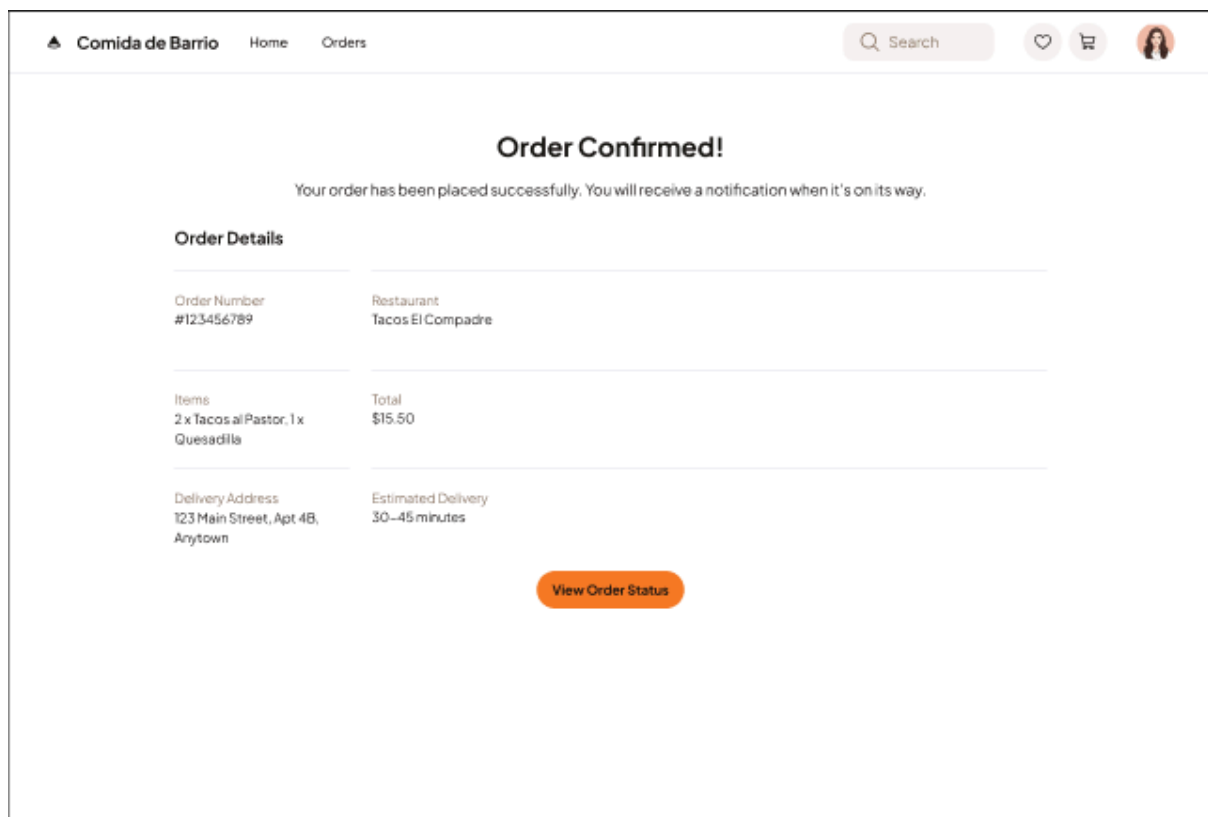 Comida de Barrio Home Orders Search
Order Confirmed!
Your order has been placed successfully. You will receive a notification when it's on its way.
Order Details
Order Number
#123456789
Restaurant
Tacos El Compadre
Items
2 x Tacos al Pastor, 1 x
Quesadilla
Total
$15.50
Delivery Address
123 Main Street, Apt 4B,
Anytown
Estimated Delivery
30–45 minutes
View Order Status